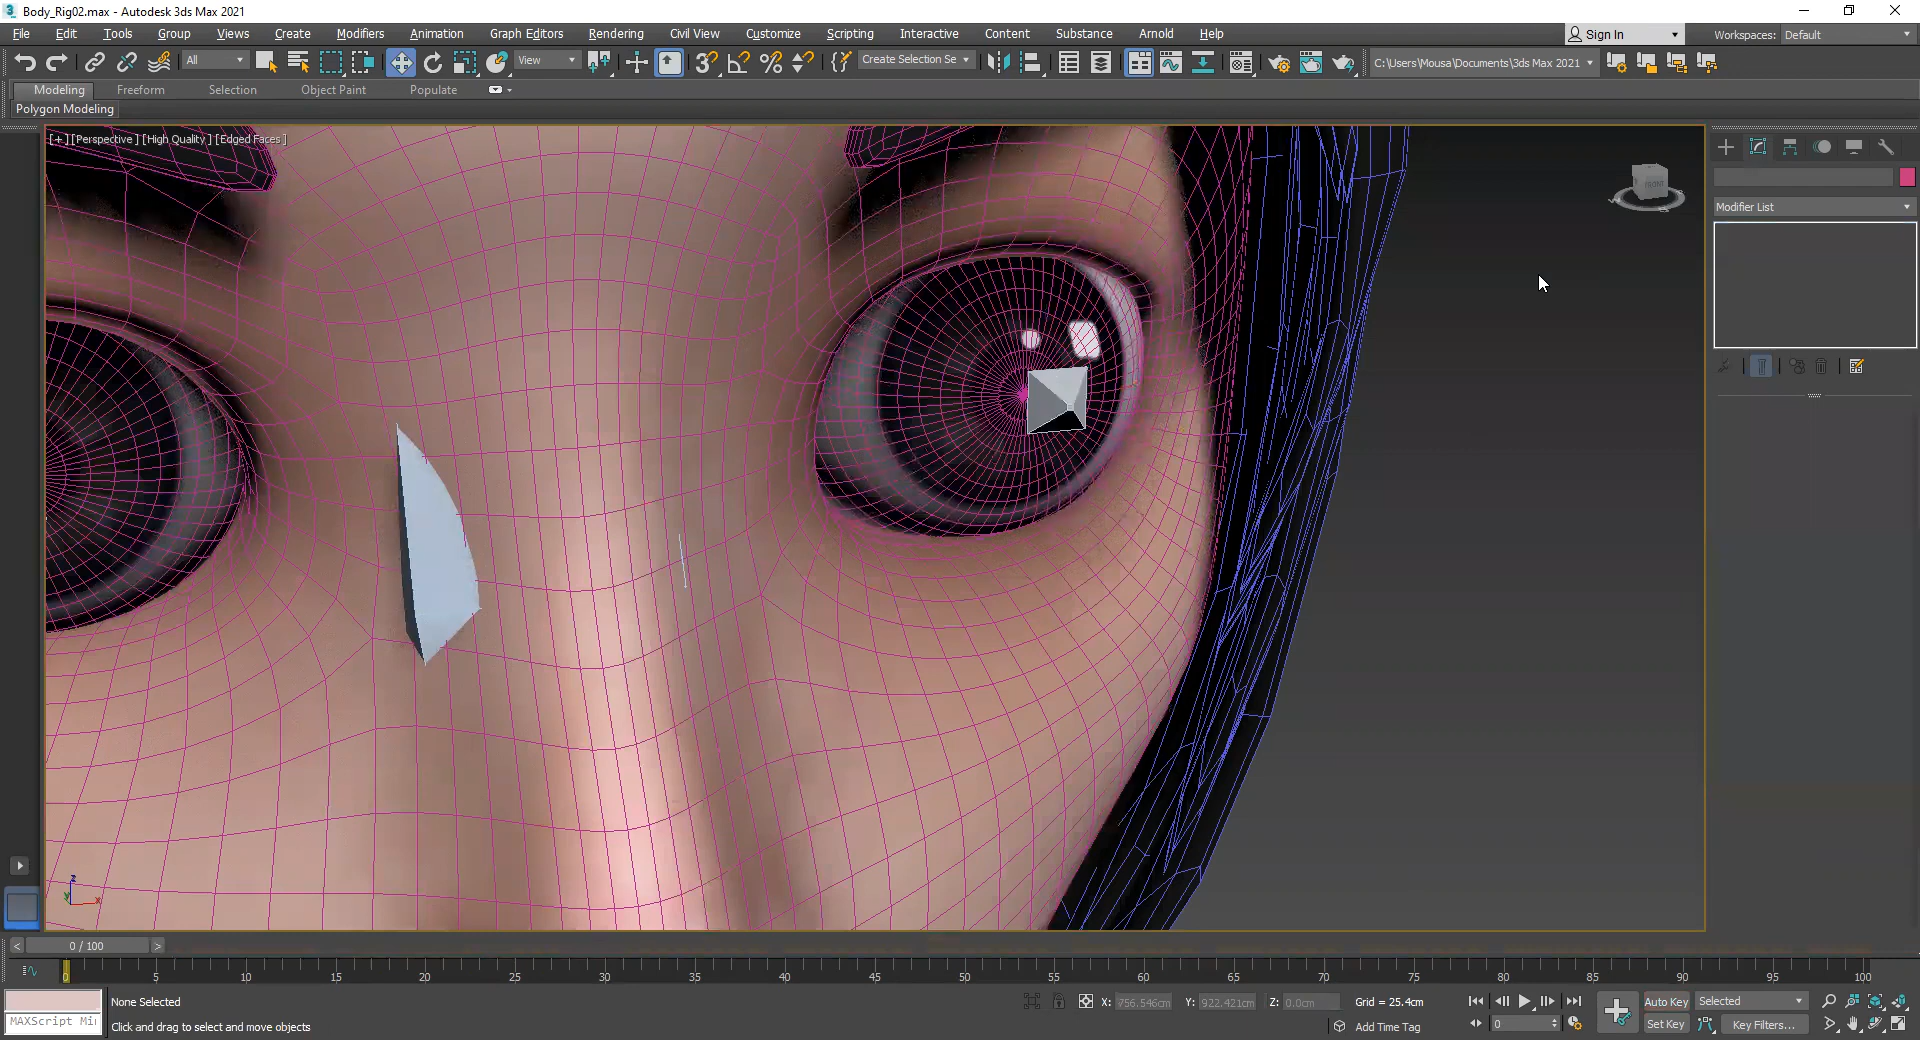 Body_Rig02.max - Autodesk 3ds Max 2021
File Edit Tools Group Views Create Modifiers Animation Graph Editors Rendering Civil View Customize Scripting Interactive Content Substance Arnold Help Sign In Workspaces: Default
All View Create Selection Se C:\Users\Mousa\Documents\3ds Max 2021
Modeling Freeform Selection Object Paint Populate
Polygon Modeling
[+] [Perspective] [High Quality] [Edged Faces]
FRONT
Modifier List
z
y x
< 0 / 100 >
0 5 10 15 20 25 30 35 40 45 50 55 60 65 70 75 80 85 90 95 100
None Selected X: 756.546cm Y: 922.421cm Z: 0.0cm Grid = 25.4cm Auto Key Selected
MAXScript Mi Click and drag to select and move objects Add Time Tag 0 Set Key Key Filters...